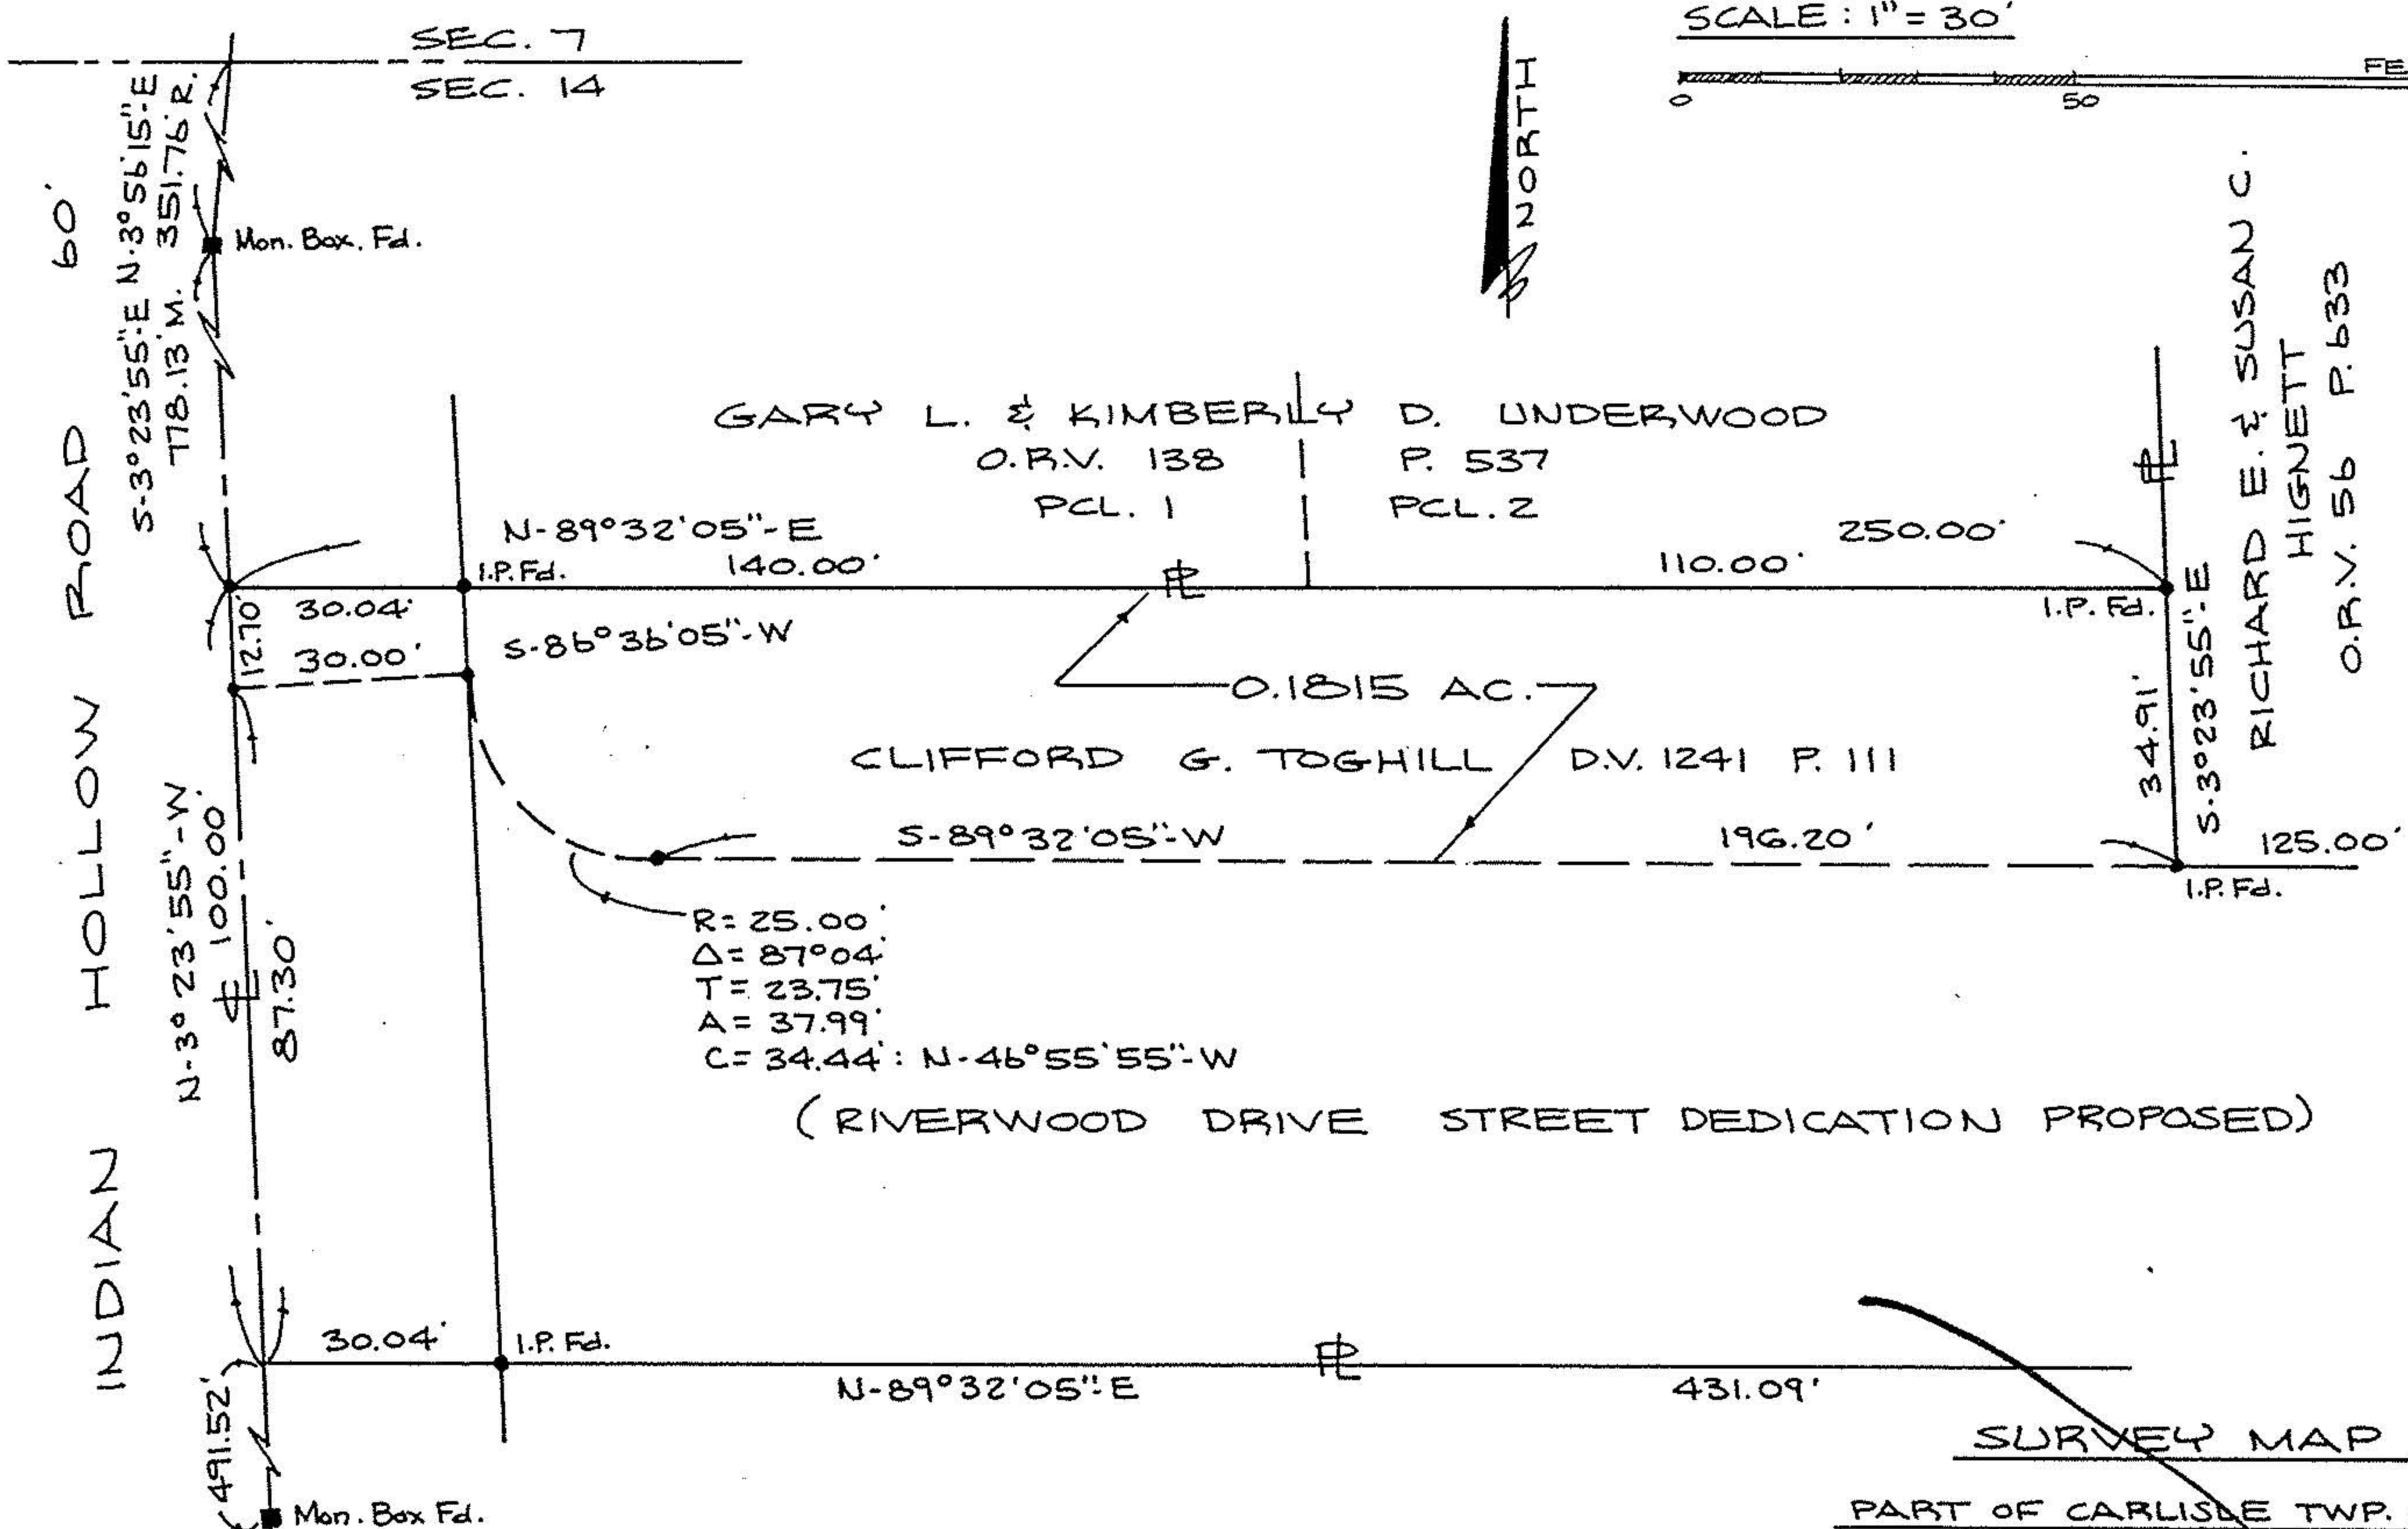 SCALE : 1" = 30'
0
50
FE
NORTH
SEC. 7
SEC. 14
N-3°56'15"-E
351.76' R.
S-3°23'55"-E
778.13' M.
Mon. Box. Fd.
60'
INDIAN HOLLOW ROAD
GARY L. & KIMBERLY D. UNDERWOOD
O.R.V. 138 P. 537
PCL. 1 PCL. 2
RICHARD E. & SUSAN C.
HIGNETT
O.R.V. 56 P. 633
N-89°32'05"-E
250.00'
I.P. Fd.
140.00'
PL
110.00'
I.P. Fd.
PL
12.70'
30.04'
30.00'
S-86°36'05"-W
0.1815 AC.
34.91'
S-3°23'55"-E
CLIFFORD G. TOGHILL D.V. 1241 P. 111
S-89°32'05"-W
196.20'
125.00'
I.P. Fd.
N-3°23'55"-W
100.00'
CL
87.30'
R= 25.00'
Δ= 87°04'
T= 23.75'
A= 37.99'
C= 34.44' : N-46°55'55"-W
(RIVERWOOD DRIVE STREET DEDICATION PROPOSED)
30.04'
I.P. Fd.
PL
N-89°32'05"-E
431.09'
491.52'
Mon. Box Fd.
SURVEY MAP
PART OF CARLISLE TWP.